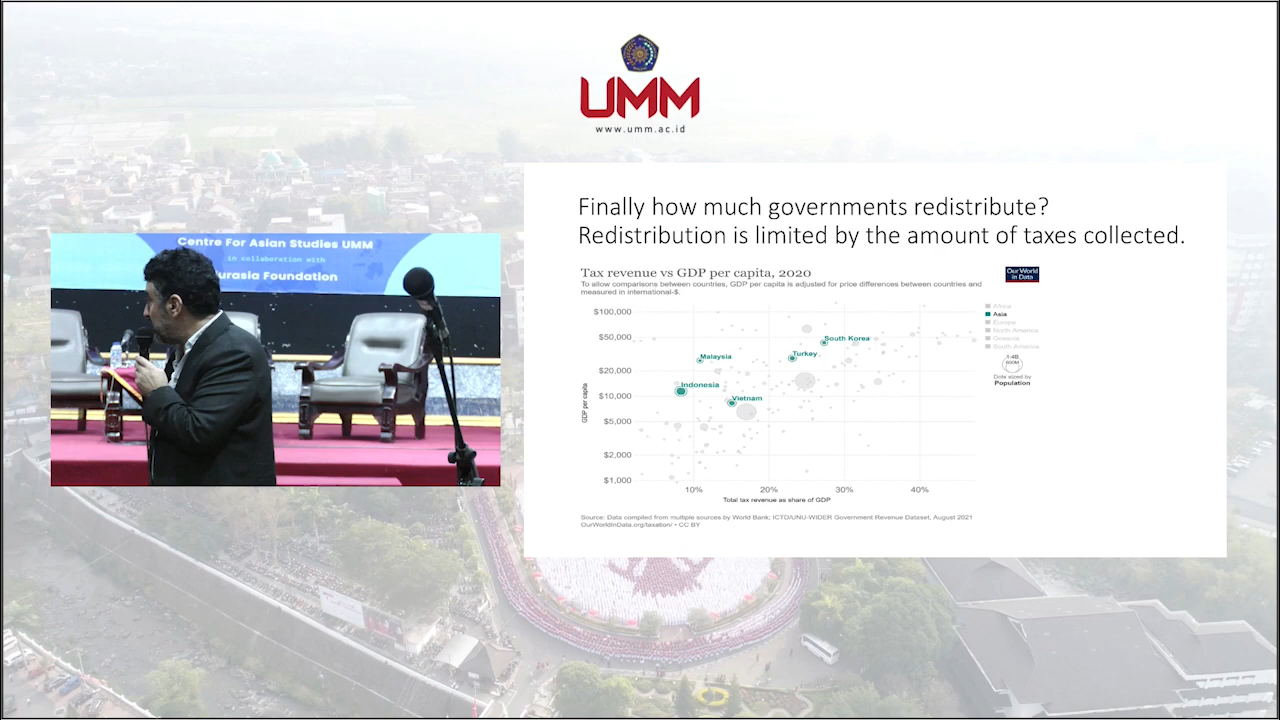 UMM
www.umm.ac.id
Centre For Asian Studies UMM
in collaboration with
urasia Foundation
Finally how much governments redistribute?
Redistribution is limited by the amount of taxes collected.
Tax revenue vs GDP per capita, 2020
To allow comparisons between countries, GDP per capita is adjusted for price differences between countries and
measured in international-$.
Our World
in Data
$100,000
$50,000
$20,000
$10,000
$5,000
$2,000
$1,000
GDP per capita
Malaysia
Indonesia
Vietnam
Turkey
South Korea
10%
20%
30%
40%
Total tax revenue as share of GDP
Africa
Asia
Europe
North America
Oceania
South America
1.4B
600M
Dots sized by
Population
Source: Data compiled from multiple sources by World Bank; ICTD/UNU-WIDER Government Revenue Dataset, August 2021
OurWorldInData.org/taxation/ • CC BY